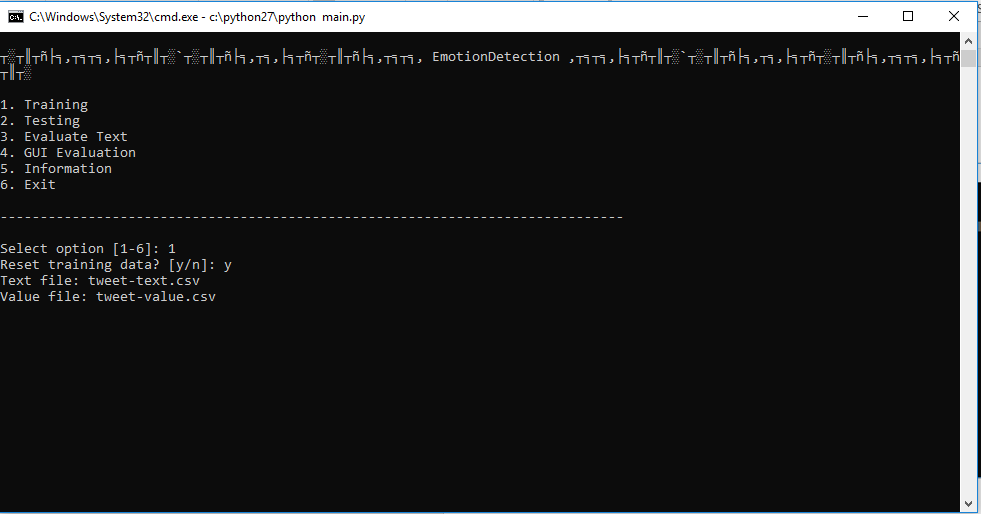 C:\Windows\System32\cmd.exe - c:\python27\python main.py
┬░┬║┬ñ├╕,┬╕┬╕,├╕┬ñ┬║┬░`┬░┬║┬ñ├╕,┬╕,├╕┬ñ┬░┬║┬ñ├╕,┬╕┬╕, EmotionDetection ,┬╕┬╕,├╕┬ñ┬║┬░`┬░┬║┬ñ├╕,┬╕,├╕┬ñ┬░┬║┬ñ├╕,┬╕┬╕,├╕┬ñ
┬║┬░
1. Training
2. Testing
3. Evaluate Text
4. GUI Evaluation
5. Information
6. Exit
------------------------------------------------------------------------------
Select option [1-6]: 1
Reset training data? [y/n]: y
Text file: tweet-text.csv
Value file: tweet-value.csv